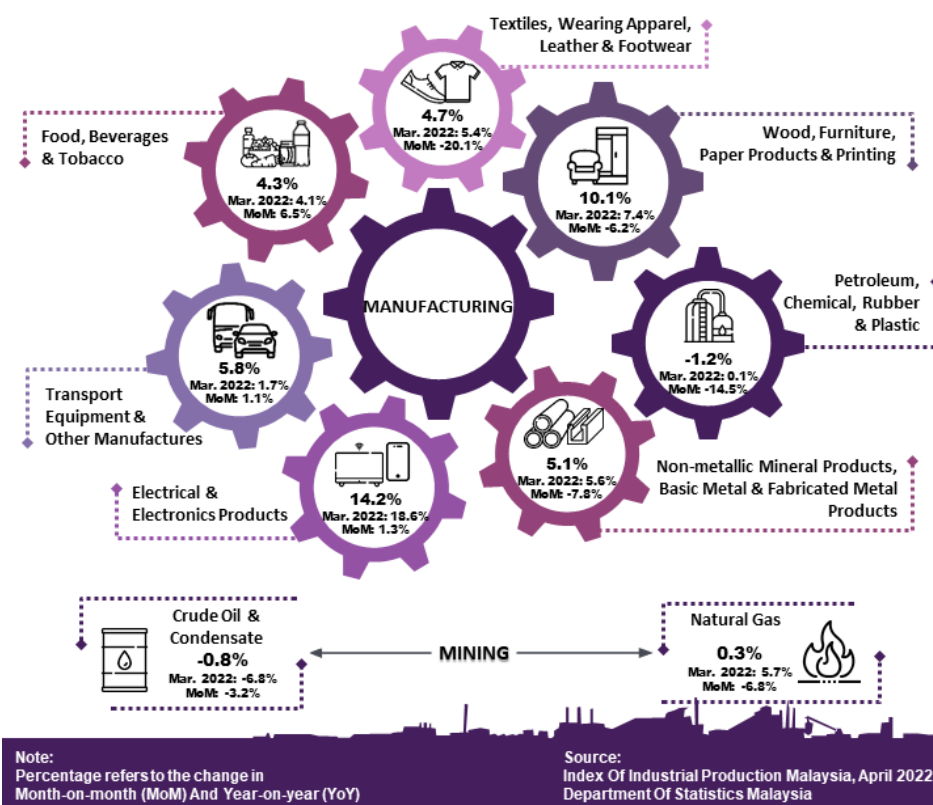 Textiles, Wearing Apparel,
Leather & Footwear
4.7%
Mar. 2022: 5.4%
MoM: -20.1%
Food, Beverages
& Tobacco
4.3%
Mar. 2022: 4.1%
MoM: 6.5%
Wood, Furniture,
Paper Products & Printing
10.1%
Mar. 2022: 7.4%
MoM: -6.2%
MANUFACTURING
Petroleum,
Chemical, Rubber
& Plastic
-1.2%
Mar. 2022: 0.1%
MoM: -14.5%
5.8%
Mar. 2022: 1.7%
MoM: 1.1%
Transport
Equipment &
Other Manufactures
5.1%
Mar. 2022: 5.6%
MoM: -7.8%
Non-metallic Mineral Products,
Basic Metal & Fabricated Metal
Products
Electrical &
Electronics Products
14.2%
Mar. 2022: 18.6%
MoM: 1.3%
Crude Oil &
Condensate
-0.8%
Mar. 2022: -6.8%
MoM: -3.2%
MINING
Natural Gas
0.3%
Mar. 2022: 5.7%
MoM: -6.8%
Note:
Percentage refers to the change in
Month-on-month (MoM) And Year-on-year (YoY)
Source:
Index Of Industrial Production Malaysia, April 2022
Department Of Statistics Malaysia